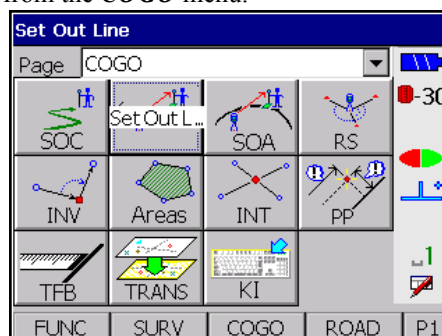 from the COGO menu.
Set Out Line
Page COGO
-30
SOC Set Out L... SOA RS
INV Areas INT PP
TFB TRANS KI
1
FUNC SURV COGO ROAD P1